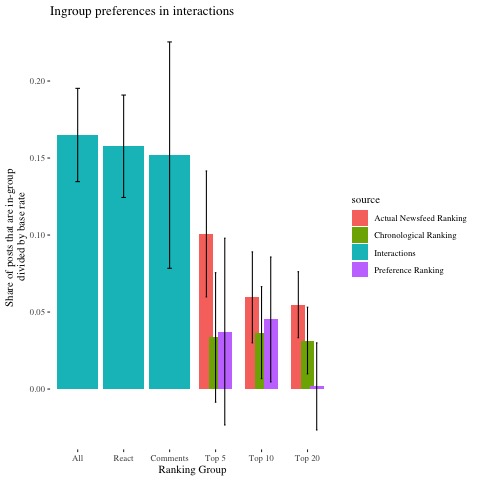 Ingroup preferences in interactions
Share of posts that are in-group
divided by base rate
0.20
0.15
0.10
0.05
0.00
All React Comments Top 5 Top 10 Top 20
Ranking Group
source
Actual Newsfeed Ranking
Chronological Ranking
Interactions
Preference Ranking